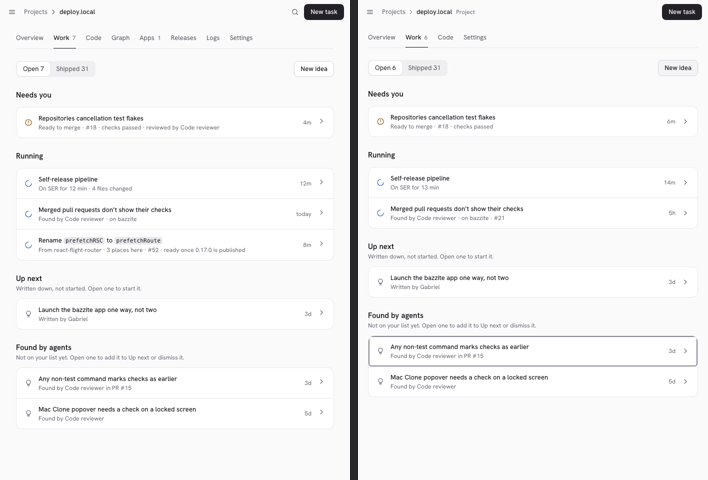 Projects > deploy.local
New task
Overview Work 7 Code Graph Apps 1 Releases Logs Settings
Open 7 Shipped 31
New idea
Needs you
Repositories cancellation test flakes
Ready to merge · #18 · checks passed · reviewed by Code reviewer
4m
Running
Self-release pipeline
On SER for 12 min · 4 files changed
12m
Merged pull requests don't show their checks
Found by Code reviewer · on bazzite
today
Rename prefetchRSC to prefetchRoute
From react-flight-router · 3 places here · #52 · ready once 0.17.0 is published
8m
Up next
Written down, not started. Open one to start it.
Launch the bazzite app one way, not two
Written by Gabriel
3d
Found by agents
Not on your list yet. Open one to add it to Up next or dismiss it.
Any non-test command marks checks as earlier
Found by Code reviewer in PR #15
3d
Mac Clone popover needs a check on a locked screen
Found by Code reviewer
5d
Projects > deploy.local Project
New task
Overview Work 6 Code Settings
Open 6 Shipped 31
New idea
Needs you
Repositories cancellation test flakes
Ready to merge · #18 · checks passed
6m
Running
Self-release pipeline
On SER for 13 min
14m
Merged pull requests don't show their checks
Found by Code reviewer · on bazzite · #21
5h
Up next
Written down, not started. Open one to start it.
Launch the bazzite app one way, not two
Written by Gabriel
3d
Found by agents
Not on your list yet. Open one to add it to Up next or dismiss it.
Any non-test command marks checks as earlier
Found by Code reviewer in PR #15
3d
Mac Clone popover needs a check on a locked screen
Found by Code reviewer
5d